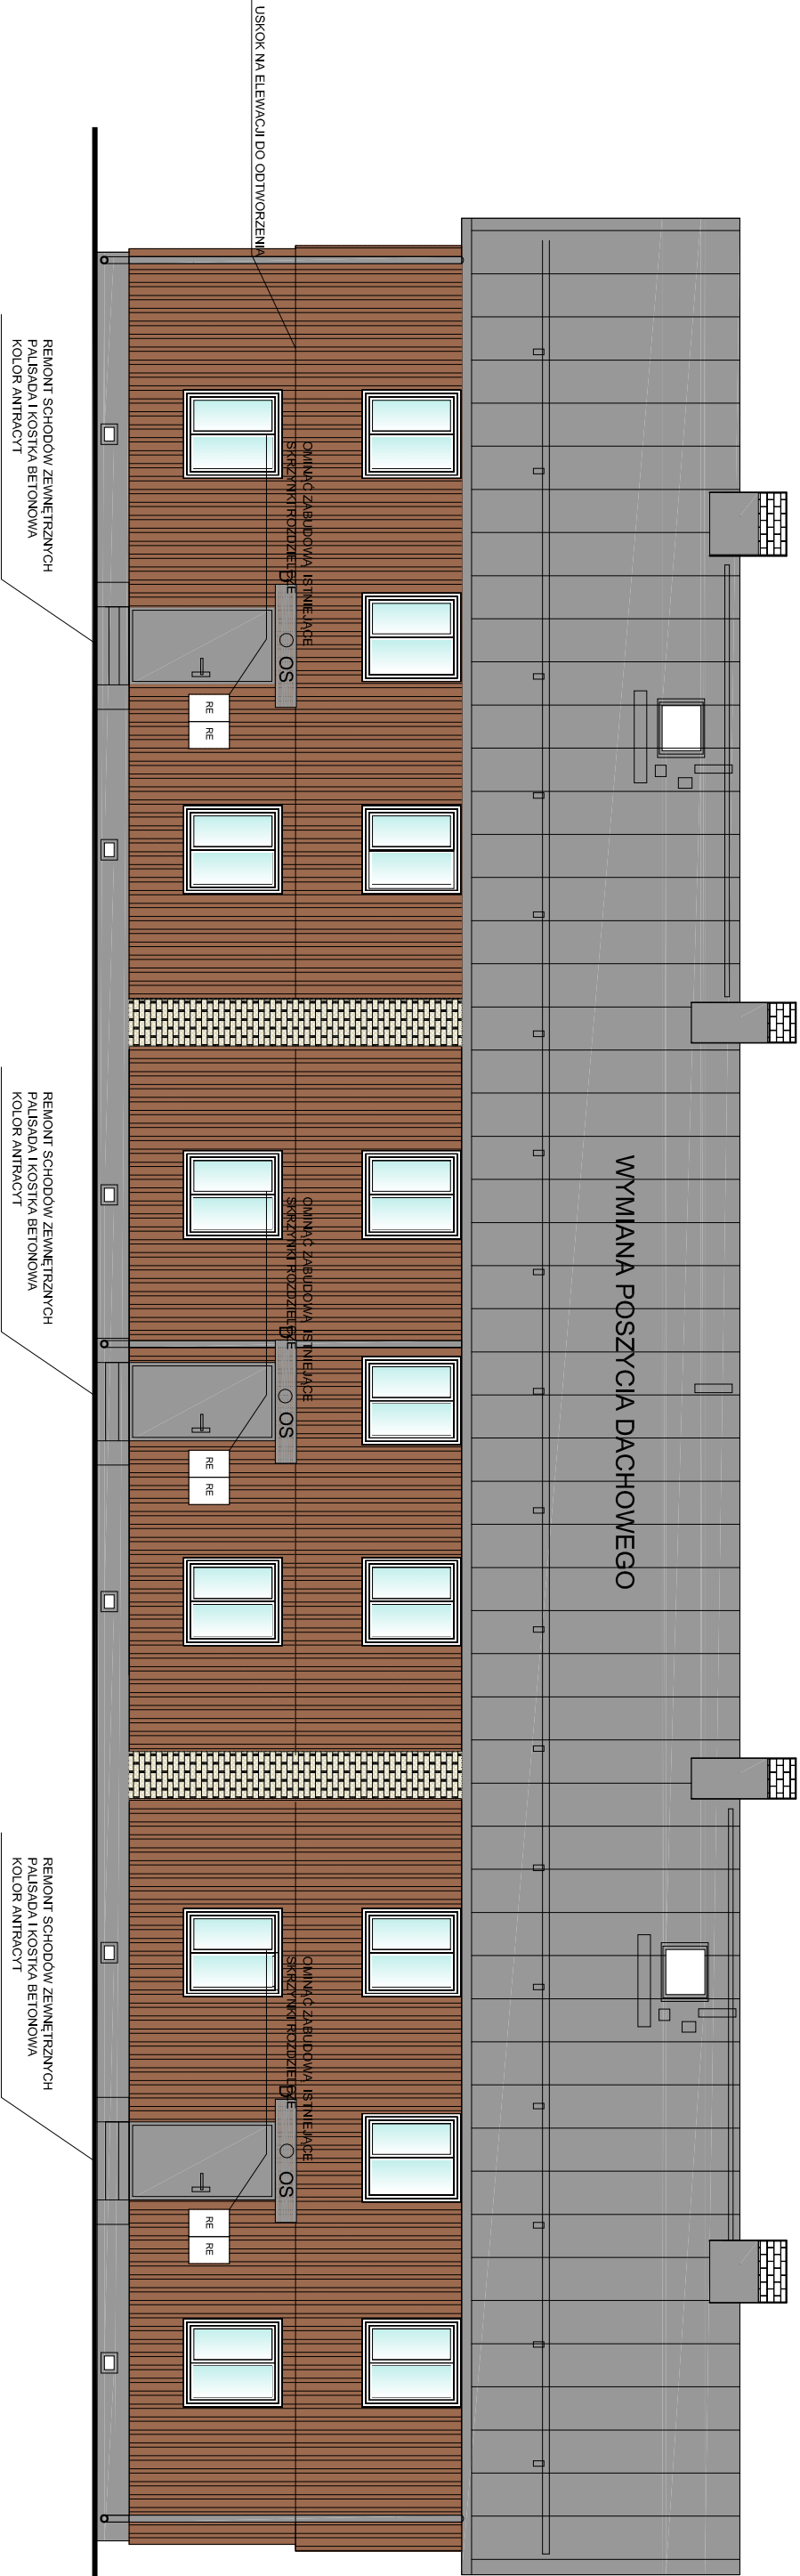 WYMIANA POSZYCIA DACHOWEGO
USKOK NA ELEWACJI DO ODTWORZENIA
OMINĄĆ ZABUDOWĄ ISTNIEJĄCE
SKRZYNKI ROZDZIELCZE
D
OS
RE
RE
OMINĄĆ ZABUDOWĄ ISTNIEJĄCE
SKRZYNKI ROZDZIELCZE
D
OS
RE
RE
OMINĄĆ ZABUDOWĄ ISTNIEJĄCE
SKRZYNKI ROZDZIELCZE
D
OS
RE
RE
REMONT SCHODÓW ZEWNĘTRZNYCH
PALISADA I KOSTKA BETONOWA
KOLOR ANTRACYT
REMONT SCHODÓW ZEWNĘTRZNYCH
PALISADA I KOSTKA BETONOWA
KOLOR ANTRACYT
REMONT SCHODÓW ZEWNĘTRZNYCH
PALISADA I KOSTKA BETONOWA
KOLOR ANTRACYT